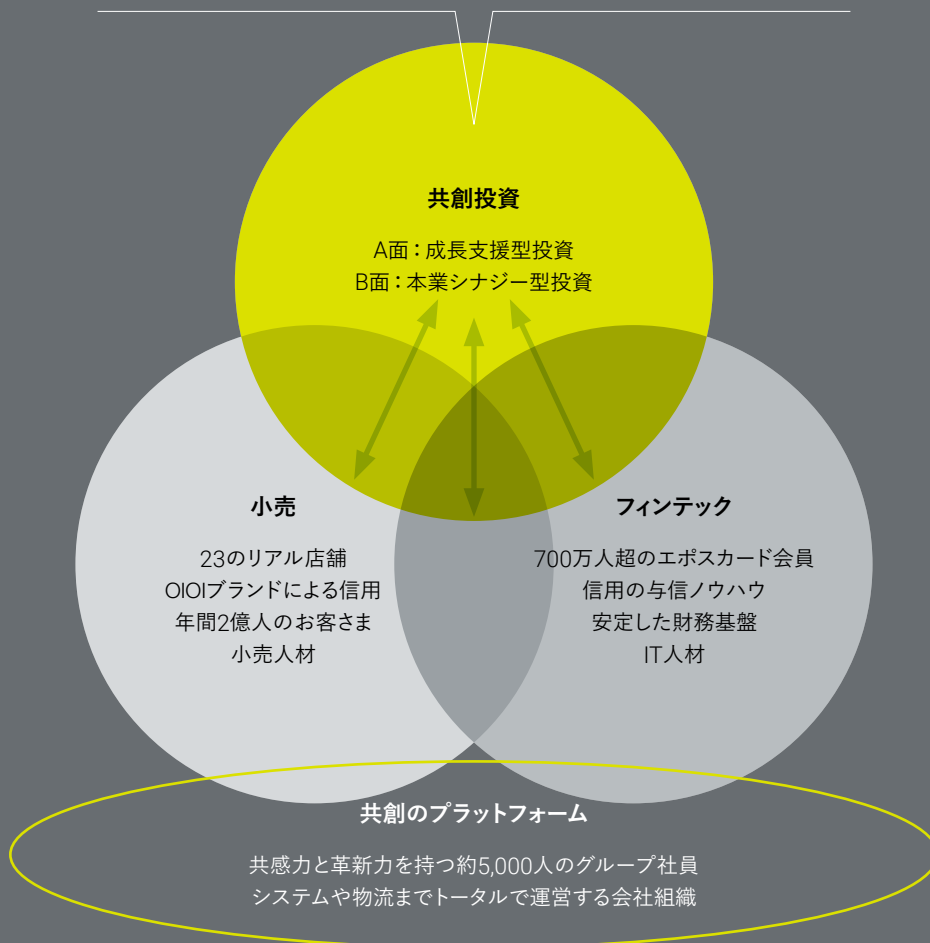 共創投資
A面：成長支援型投資
B面：本業シナジー型投資
小売
23のリアル店舗
OIOIブランドによる信用
年間2億人のお客さま
小売人材
フィンテック
700万人超のエポスカード会員
信用の与信ノウハウ
安定した財務基盤
IT人材
共創のプラットフォーム
共感力と革新力を持つ約5,000人のグループ社員
システムや物流までトータルで運営する会社組織